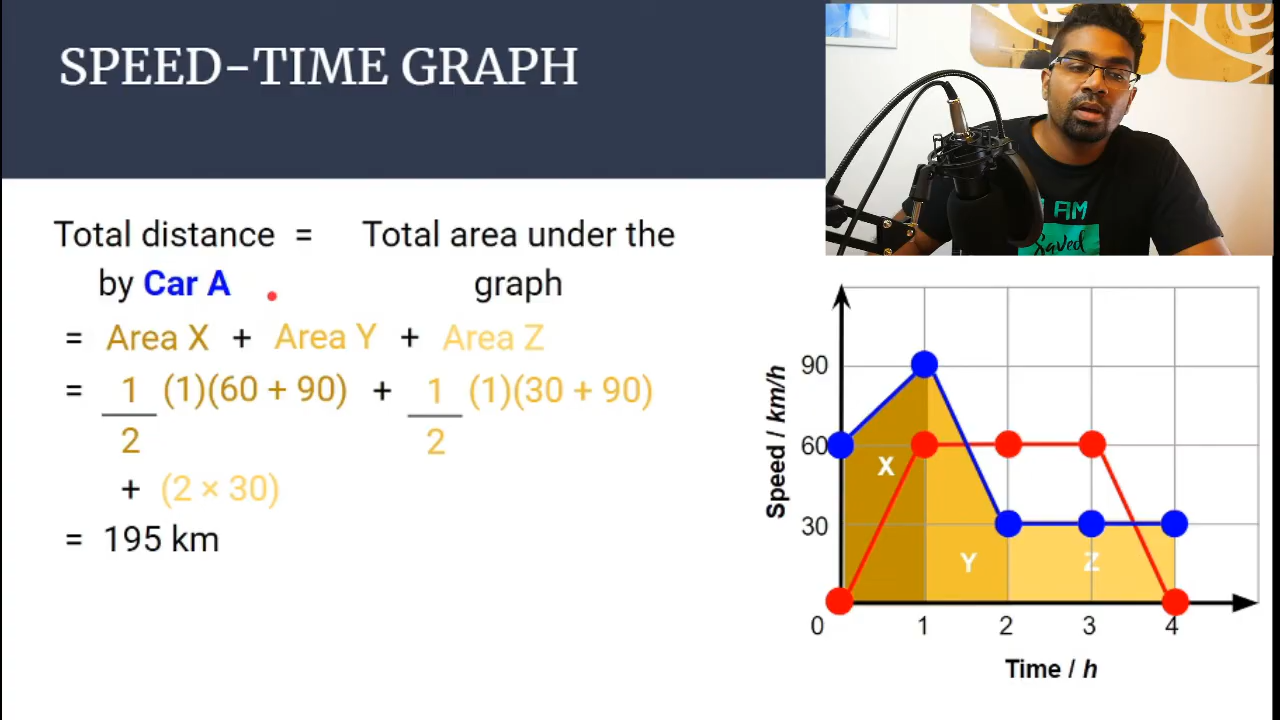 SPEED-TIME GRAPH
I AM
Saved
Total distance = Total area under the
by Car A graph
= Area X + Area Y + Area Z
= 1/2 (1)(60 + 90) + 1/2 (1)(30 + 90)
+ (2 × 30)
= 195 km
Speed / km/h
90
60
30
X
Y
Z
0 1 2 3 4
Time / h